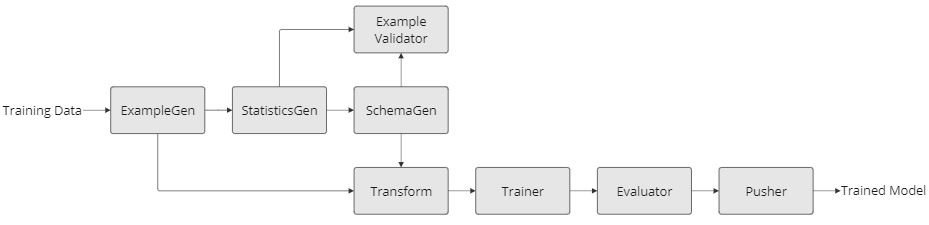 Example
Validator
Training Data
ExampleGen
StatisticsGen
SchemaGen
Transform
Trainer
Evaluator
Pusher
Trained Model